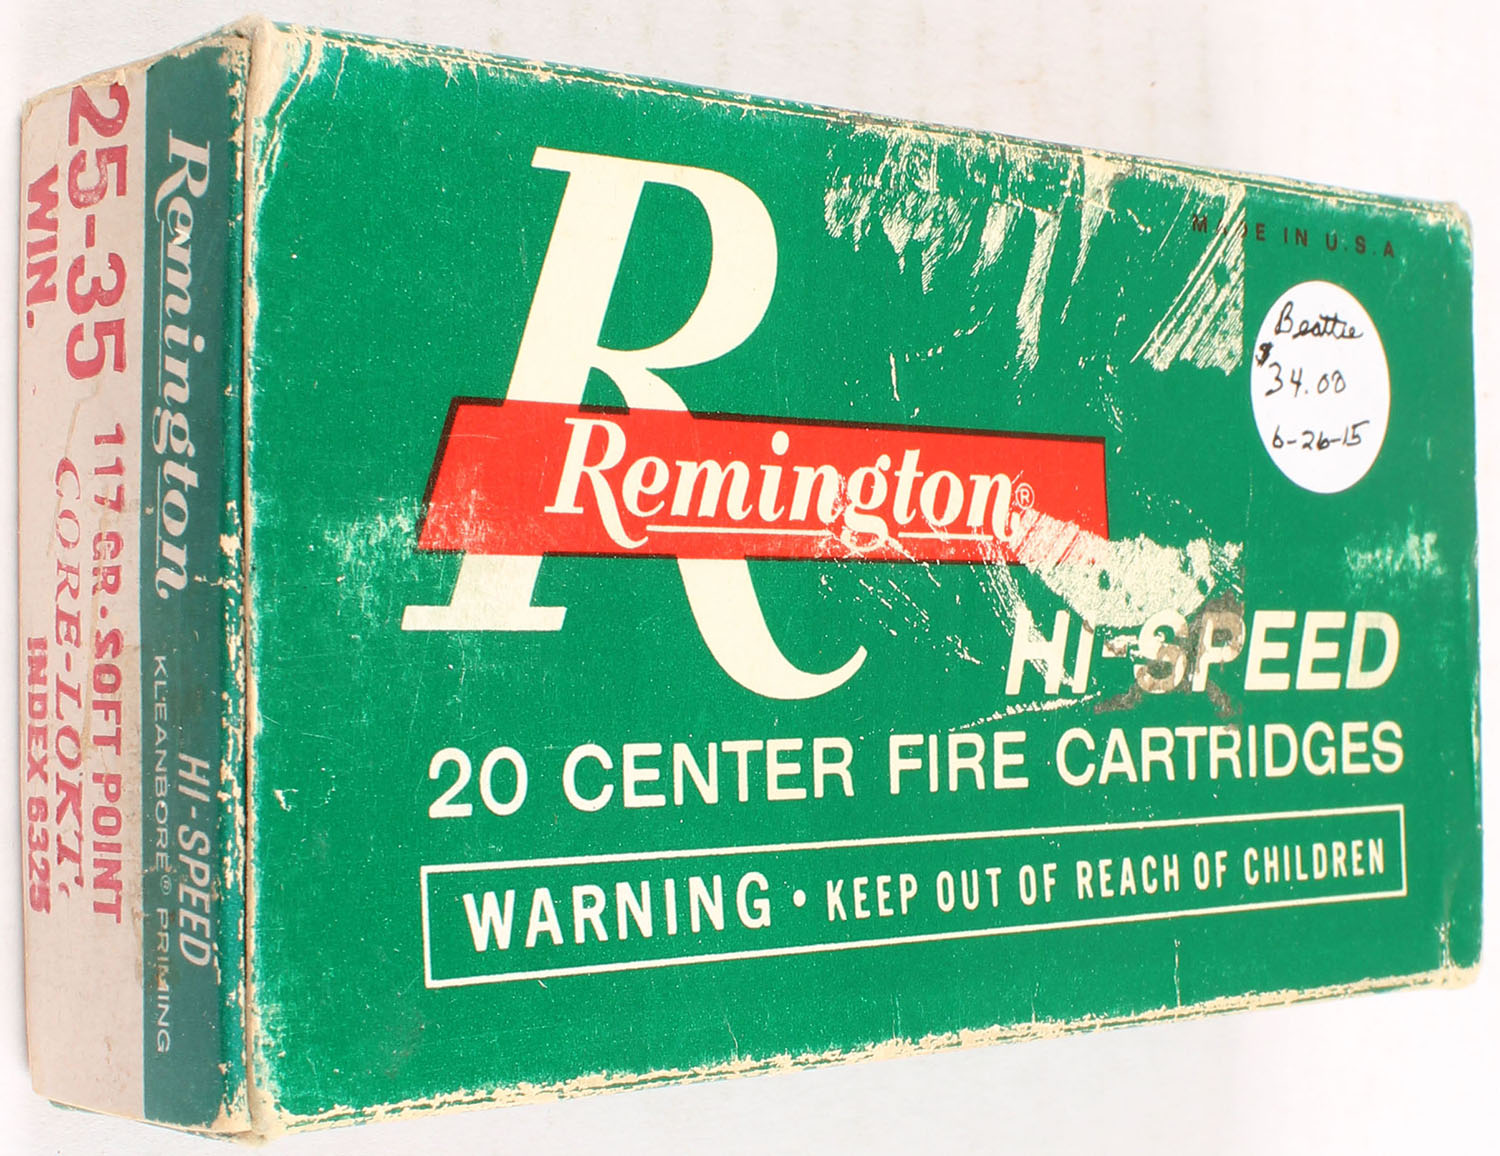 25-35
WIN.
117 GR. SOFT POINT
CORE-LOKT,
INDEX 6325
Remington
HI-SPEED
KLEANBORE® PRIMING
MADE IN U.S.A
R
Remington®
HI-SPEED
20 CENTER FIRE CARTRIDGES
WARNING • KEEP OUT OF REACH OF CHILDREN
Beattie
$34.00
6-26-15